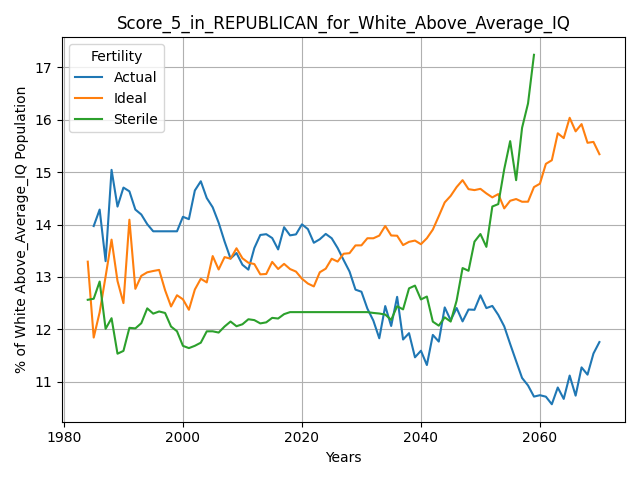 Score_5_in_REPUBLICAN_for_White_Above_Average_IQ
Fertility
Actual
Ideal
Sterile
% of White Above_Average_IQ Population
17
16
15
14
13
12
11
1980
2000
2020
2040
2060
Years